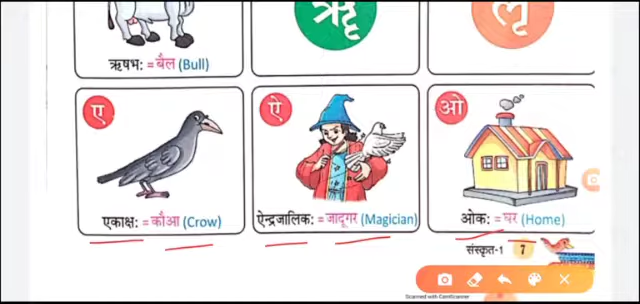 ॠ
लृ
ऋषभ: = बैल (Bull)
ए
ऐ
ओ
एकाक्ष: = कौआ (Crow)
ऐन्द्रजालिक: = जादूगर (Magician)
ओक: = घर (Home)
संस्कृत-1 7
Scanned with CamScanner